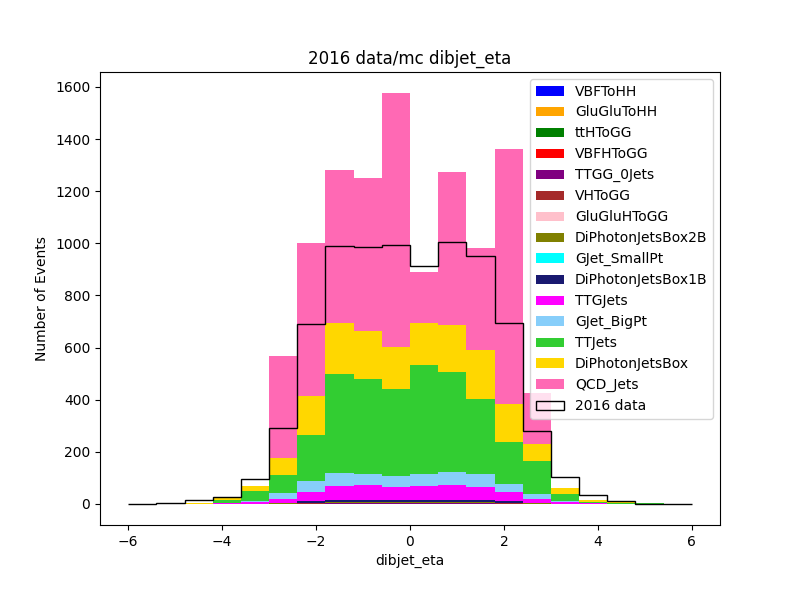 2016 data/mc dibjet_eta
Number of Events
1600
1400
1200
1000
800
600
400
200
0
−6
−4
−2
0
2
4
6
dibjet_eta
VBFToHH
GluGluToHH
ttHToGG
VBFHToGG
TTGG_0Jets
VHToGG
GluGluHToGG
DiPhotonJetsBox2B
GJet_SmallPt
DiPhotonJetsBox1B
TTGJets
GJet_BigPt
TTJets
DiPhotonJetsBox
QCD_Jets
2016 data